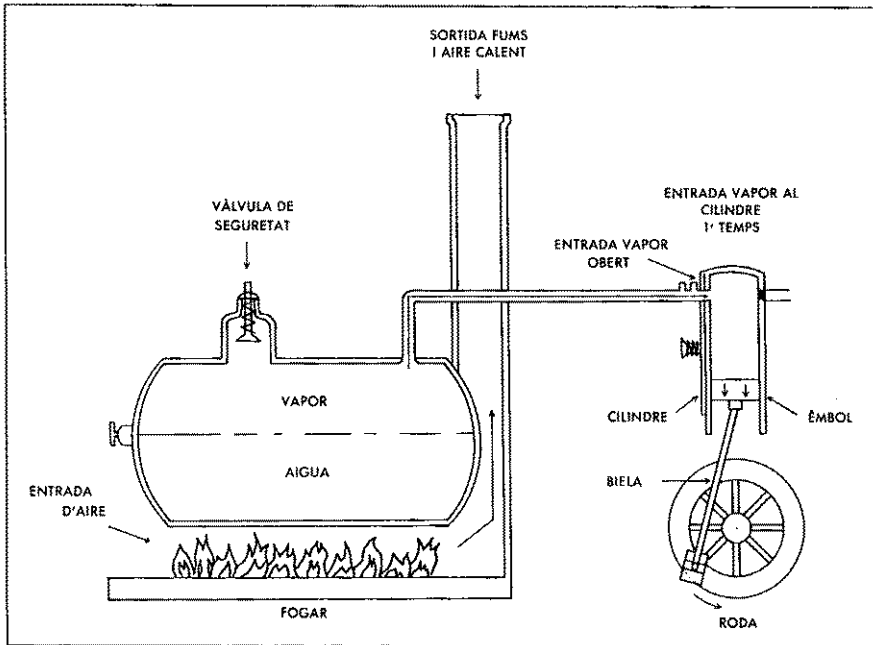 SORTIDA FUMS
I AIRE CALENT
VÀLVULA DE
SEGURETAT
ENTRADA VAPOR AL
CILINDRE
1r TEMPS
ENTRADA VAPOR
OBERT
VAPOR
CILINDRE
ÈMBOL
AIGUA
BIELA
ENTRADA
D'AIRE
FOGAR
RODA